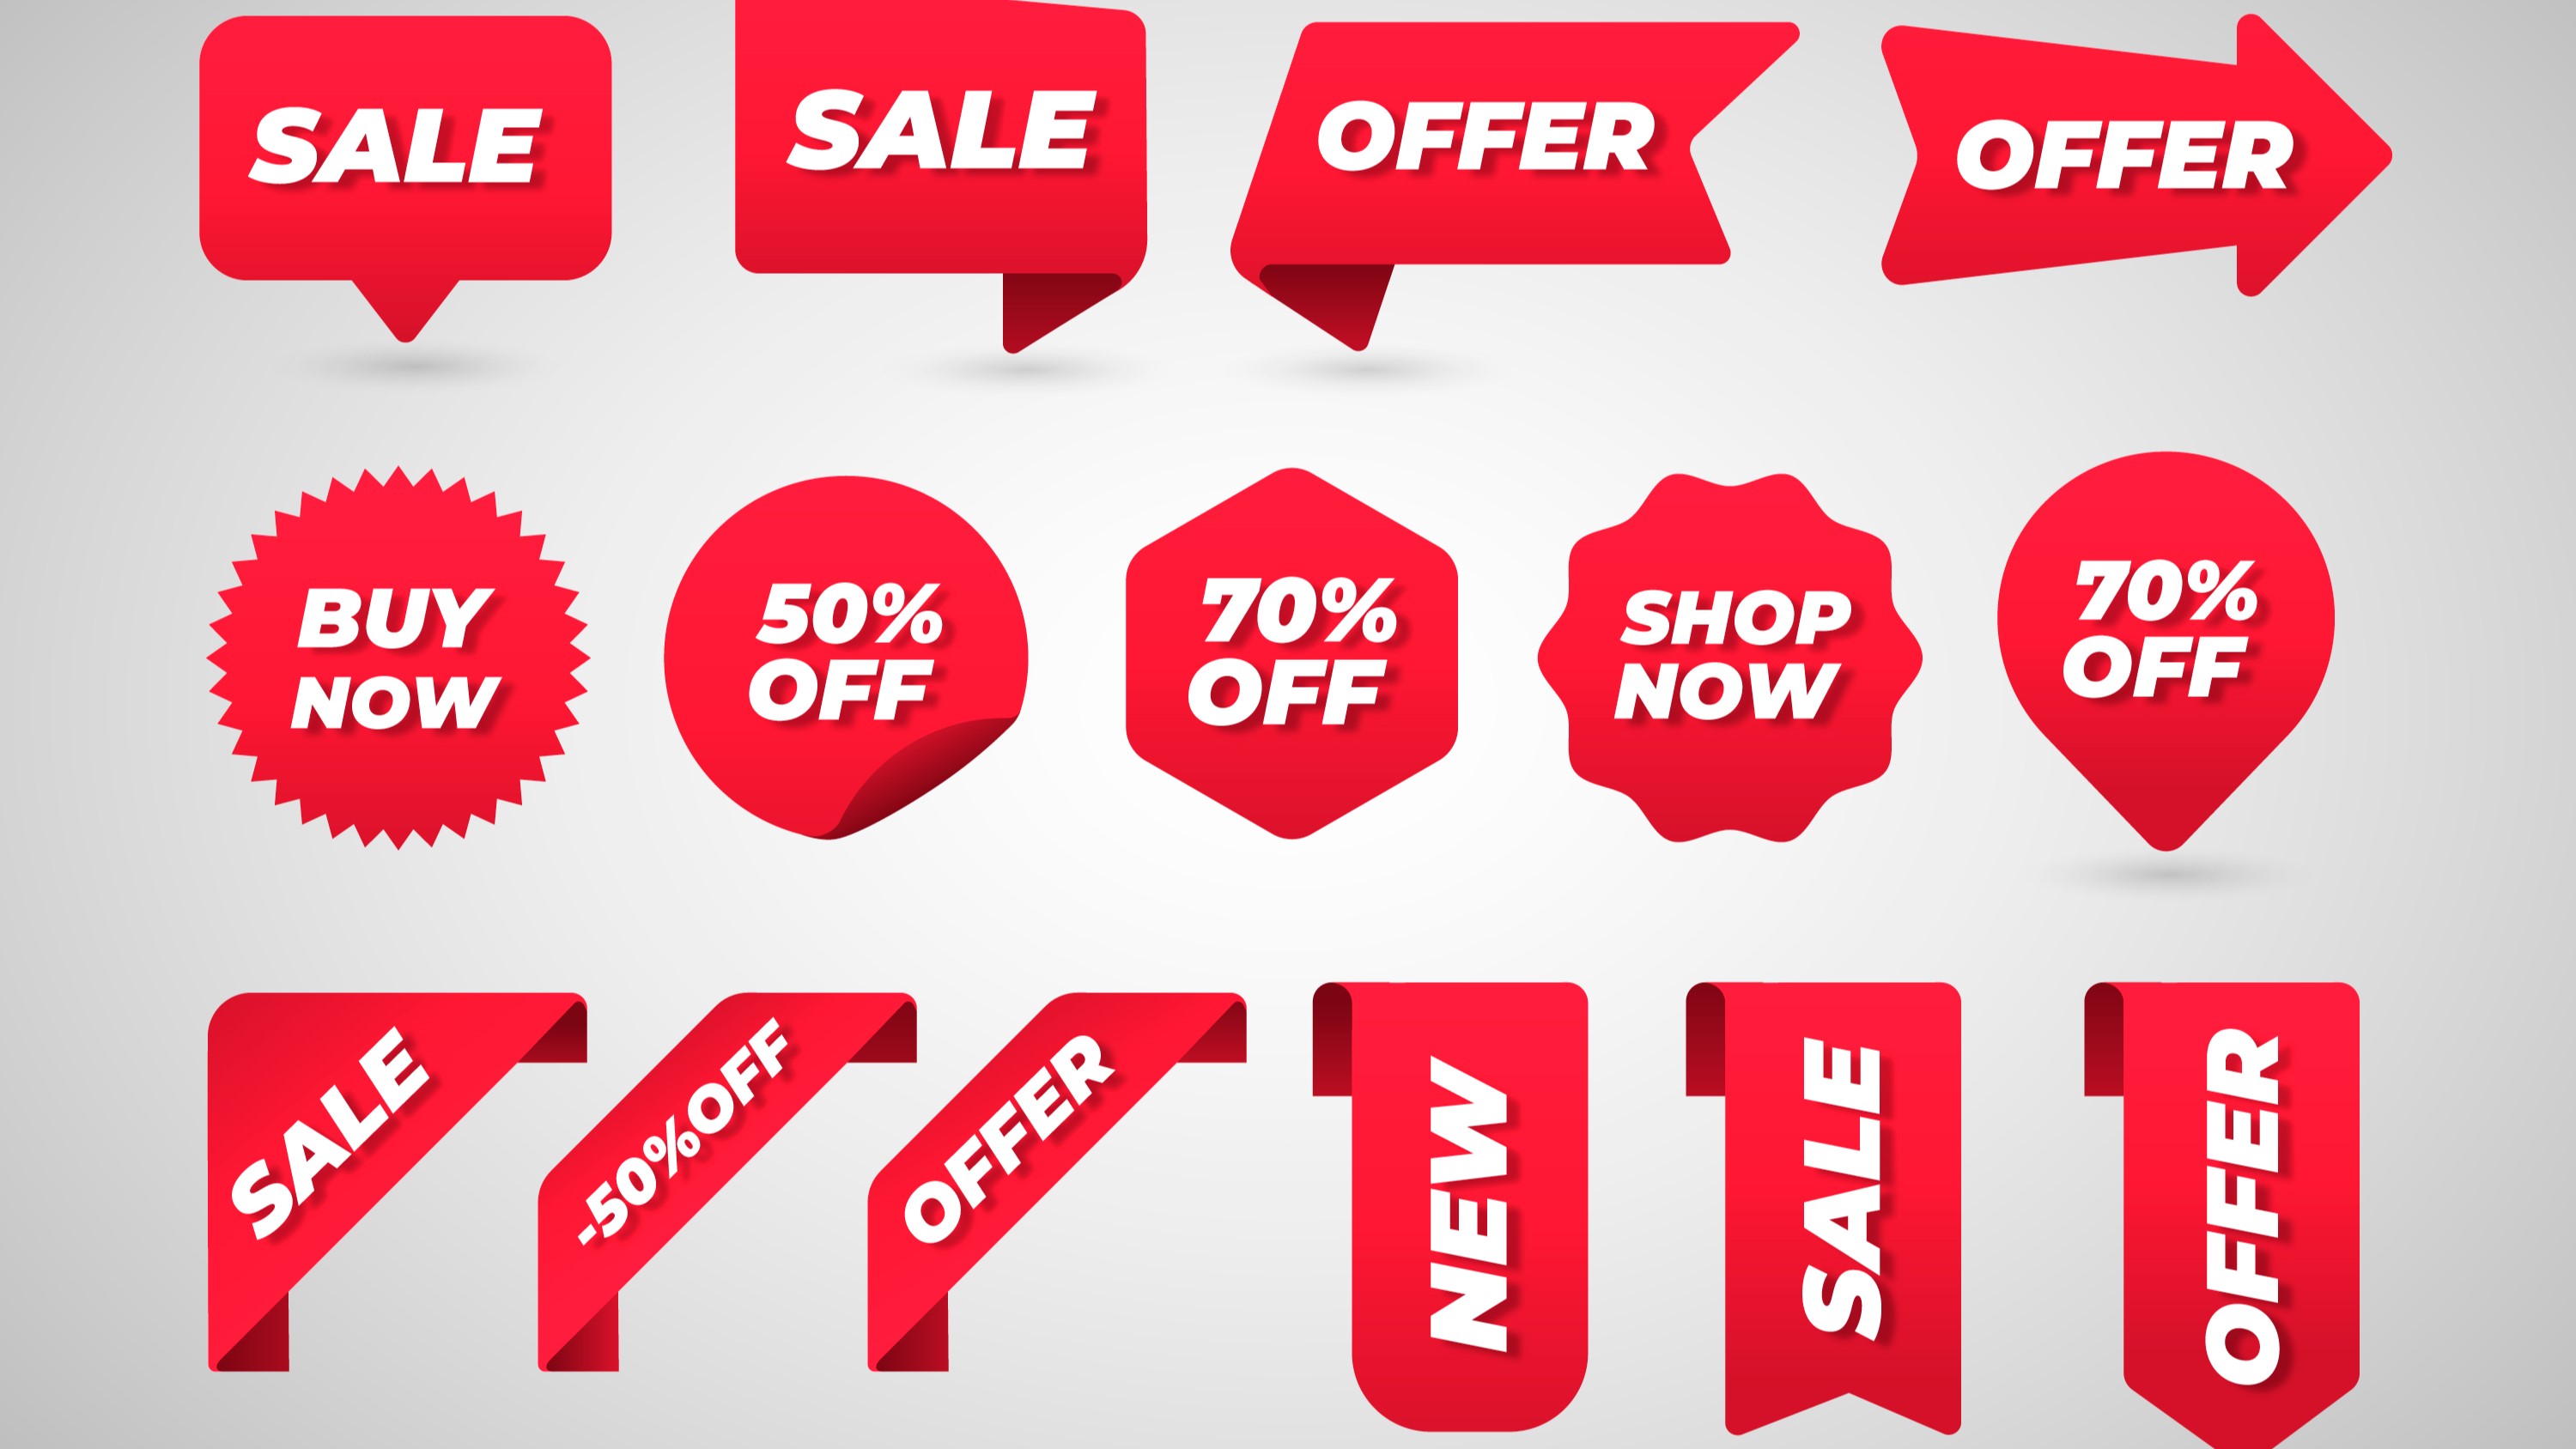 SALE
SALE
OFFER
OFFER
BUY
NOW
50%
OFF
70%
OFF
SHOP
NOW
70%
OFF
SALE
-50%OFF
OFFER
NEW
SALE
OFFER